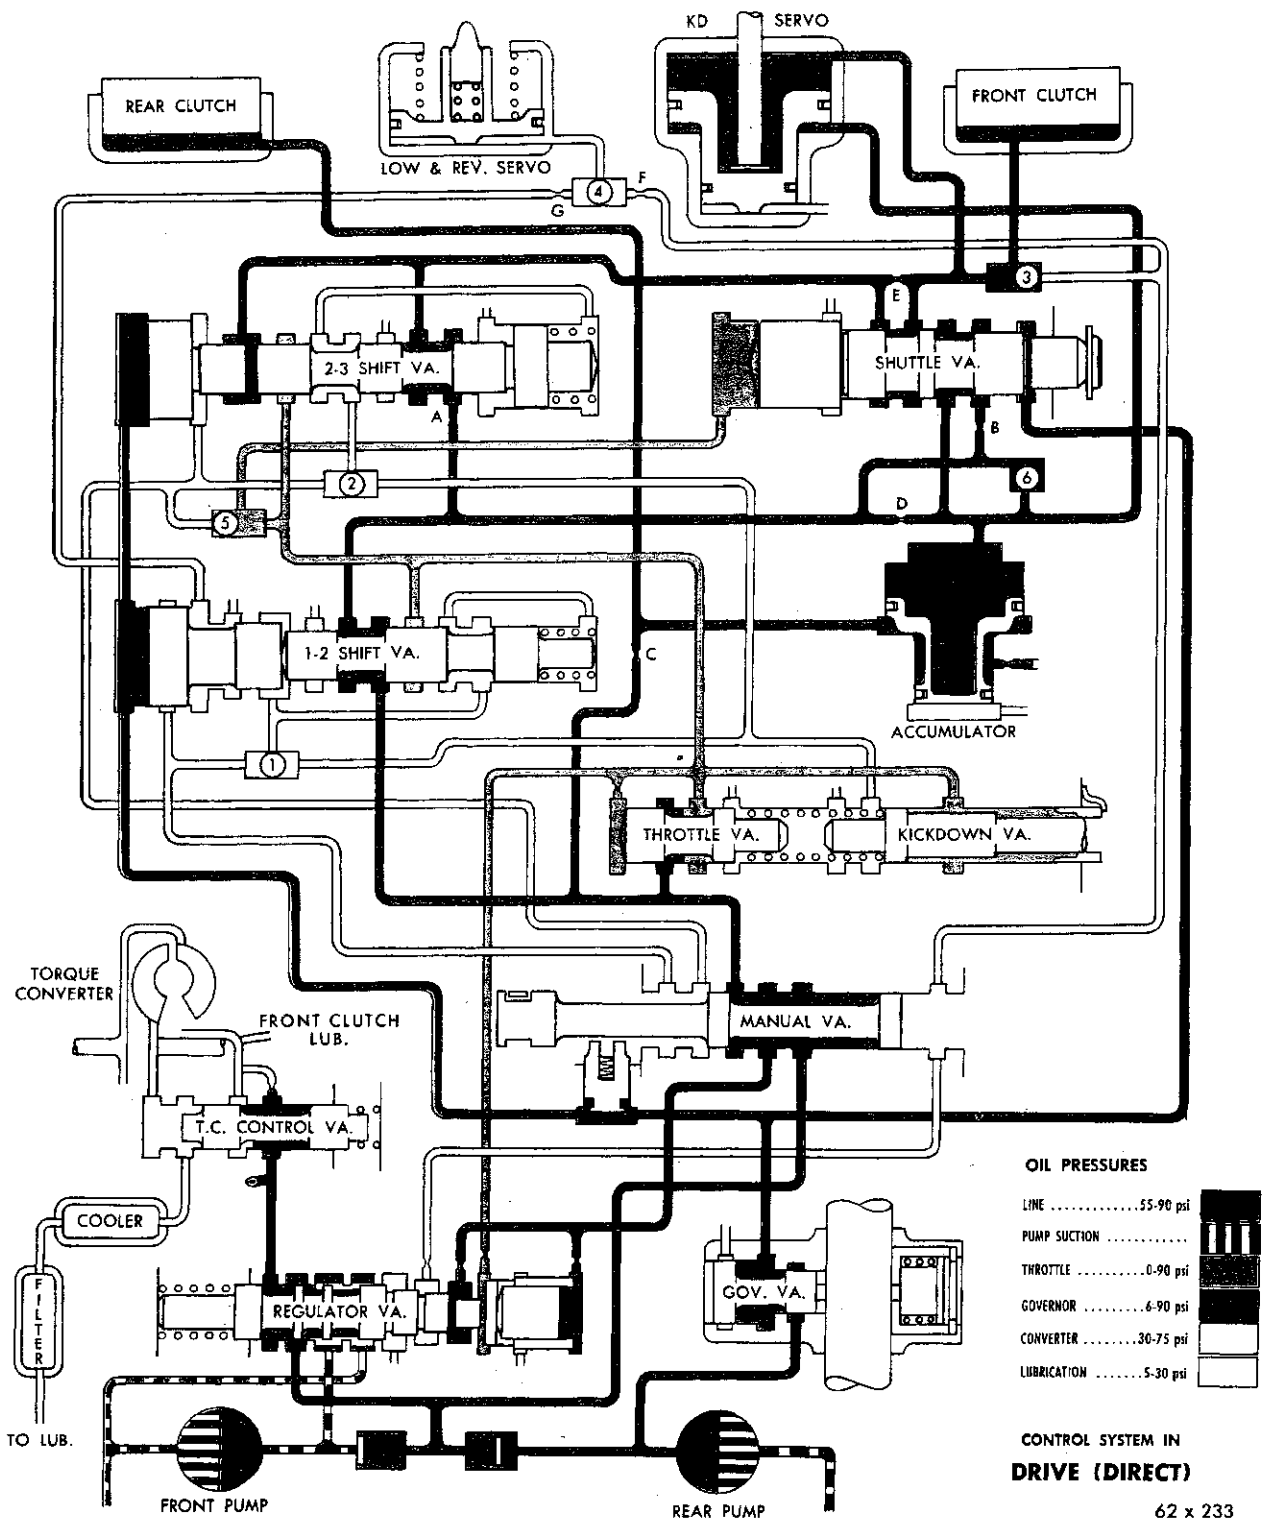 KD SERVO
REAR CLUTCH
FRONT CLUTCH
LOW & REV. SERVO
F
4
G
3
E
2-3 SHIFT VA.
SHUTTLE VA.
A
B
2
6
5
D
1-2 SHIFT VA.
C
ACCUMULATOR
1
THROTTLE VA.
KICKDOWN VA.
TORQUE
CONVERTER
FRONT CLUTCH
LUB.
MANUAL VA.
T.C. CONTROL VA.
OIL PRESSURES
LINE ............. 55-90 psi
PUMP SUCTION ............
THROTTLE .......... 0-90 psi
GOVERNOR ........ 6-90 psi
CONVERTER ....... 30-75 psi
LUBRICATION ....... 5-30 psi
COOLER
FILTER
REGULATOR VA.
GOV. VA.
TO LUB.
FRONT PUMP
REAR PUMP
CONTROL SYSTEM IN
DRIVE (DIRECT)
62 x 233